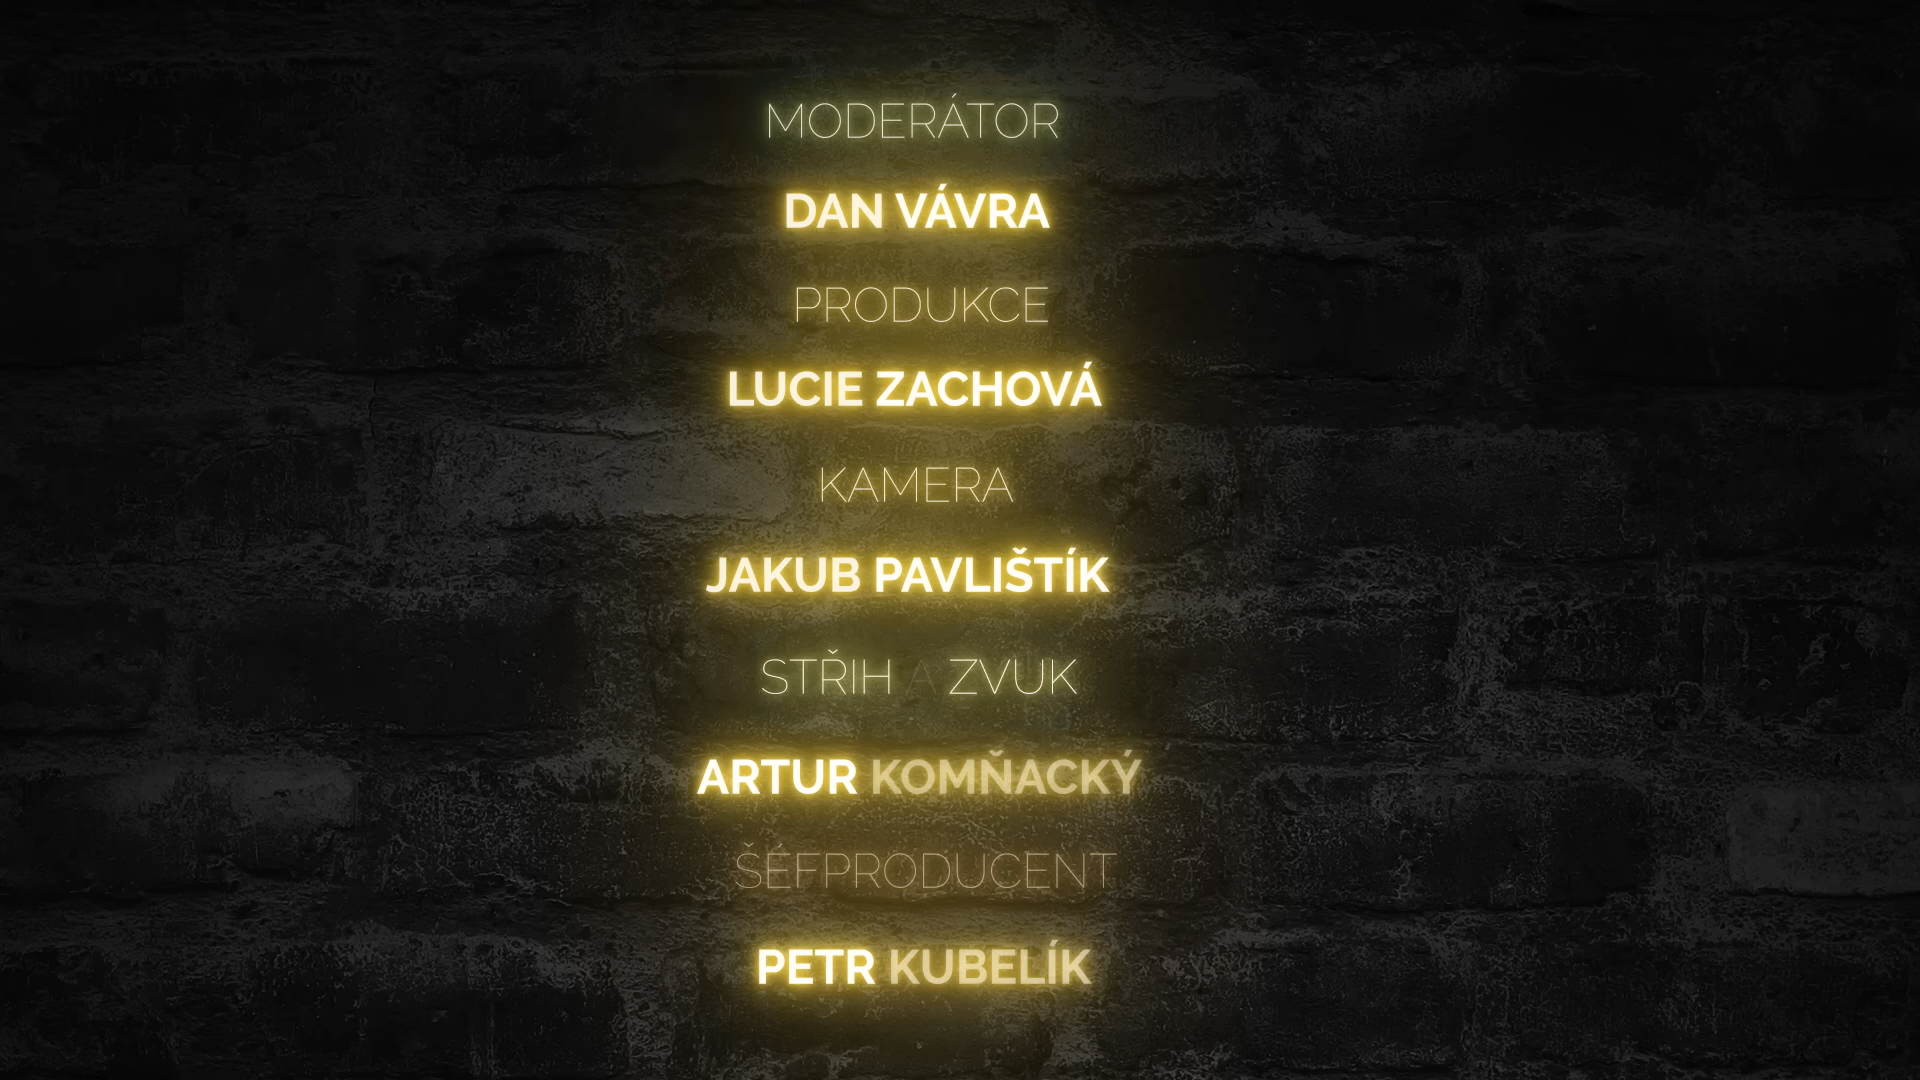 MODERÁTOR
DAN VÁVRA
PRODUKCE
LUCIE ZACHOVÁ
KAMERA
JAKUB PAVLIŠTÍK
STŘIH A ZVUK
ARTUR KOMŇACKÝ
ŠÉFPRODUCENT
PETR KUBELÍK